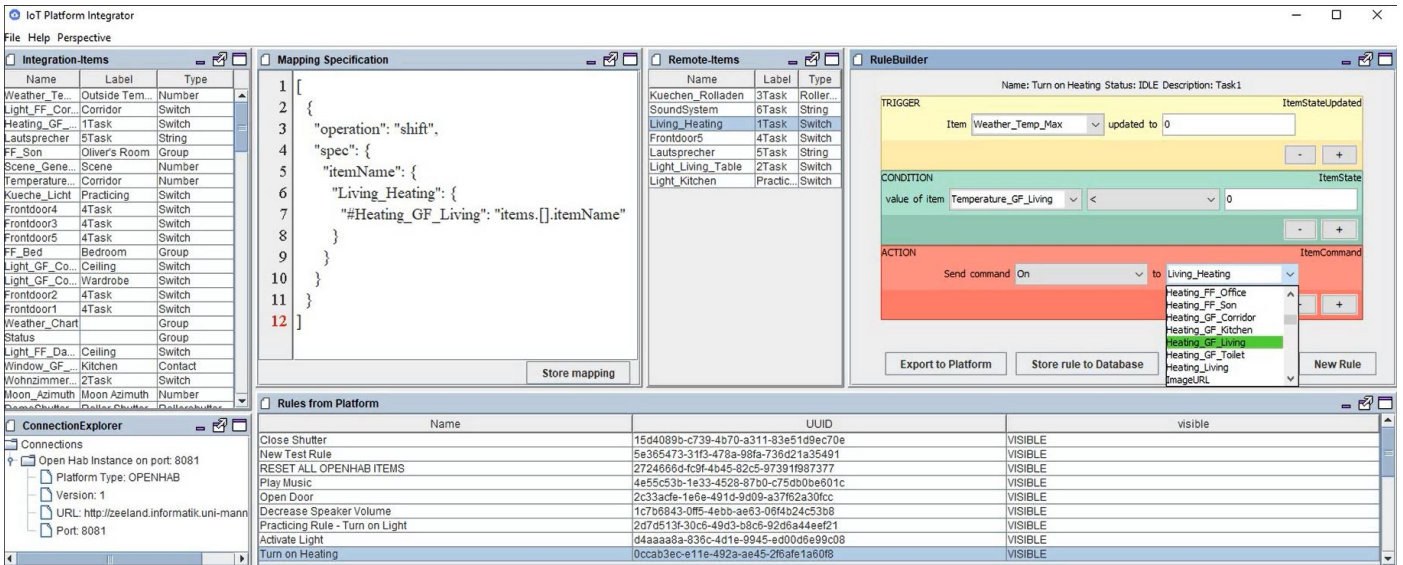 IoT Platform Integrator
File Help Perspective
Integration-Items
Name Label Type
Weather_Te... Outside Tem... Number
Light_FF_Cor... Corridor Switch
Heating_GF_... 1Task Switch
Lautsprecher 5Task String
FF_Son Oliver's Room Group
Scene_Gene... Scene Number
Temperature... Corridor Number
Kueche_Licht Practicing Switch
Frontdoor4 4Task Switch
Frontdoor3 4Task Switch
Frontdoor5 4Task Switch
FF_Bed Bedroom Group
Light_GF_Co... Ceiling Switch
Light_GF_Co... Wardrobe Switch
Frontdoor2 4Task Switch
Frontdoor1 4Task Switch
Weather_Chart Group
Status Group
Light_FF_Da... Ceiling Switch
Window_GF_... Kitchen Contact
Wohnzimmer... 2Task Switch
Moon_Azimuth Moon Azimuth Number
Mapping Specification
1 [
2 {
3 "operation": "shift",
4 "spec": {
5 "itemName": {
6 "Living_Heating": {
7 "#Heating_GF_Living": "items.[].itemName"
8 }
9 }
10 }
11 }
12 ]
Store mapping
Remote-Items
Name Label Type
Kuechen_Rolladen 3Task Roller...
SoundSystem 6Task String
Living_Heating 1Task Switch
Frontdoor5 4Task Switch
Lautsprecher 5Task String
Light_Living_Table 2Task Switch
Light_Kitchen Practic... Switch
RuleBuilder
Name: Turn on Heating Status: IDLE Description: Task1
TRIGGER ItemStateUpdated
Item Weather_Temp_Max updated to 0
- +
CONDITION ItemState
value of item Temperature_GF_Living < 0
- +
ACTION ItemCommand
Send command On to Living_Heating
Heating_FF_Office
Heating_FF_Son
Heating_GF_Corridor
Heating_GF_Kitchen
Heating_GF_Living
Heating_GF_Toilet
Heating_Living
ImageURL
- +
Export to Platform Store rule to Database New Rule
ConnectionExplorer
Connections
Open Hab Instance on port: 8081
Platform Type: OPENHAB
Version: 1
URL: http://zeeland.informatik.uni-mann
Port: 8081
Rules from Platform
Name UUID visible
Close Shutter 15d4089b-c739-4b70-a311-83e51d9ec70e VISIBLE
New Test Rule 5e365473-31f3-478a-98fa-736d21a35491 VISIBLE
RESET ALL OPENHAB ITEMS 2724666d-fc9f-4b45-82c5-97391f987377 VISIBLE
Play Music 4e55c53b-1e33-4528-87b0-c75db0be601c VISIBLE
Open Door 2c33acfe-1e6e-491d-9d09-a37f62a30fcc VISIBLE
Decrease Speaker Volume 1c7b6843-0ff5-4ebb-ae63-06f4b24c53b8 VISIBLE
Practicing Rule - Turn on Light 2d7d513f-30c6-49d3-b8c6-92d6a44eef21 VISIBLE
Activate Light d4aaaa8a-836c-4d1e-9945-ed00d6e99c08 VISIBLE
Turn on Heating 0ccab3ec-e11e-492a-ae45-2f6afe1a60f8 VISIBLE